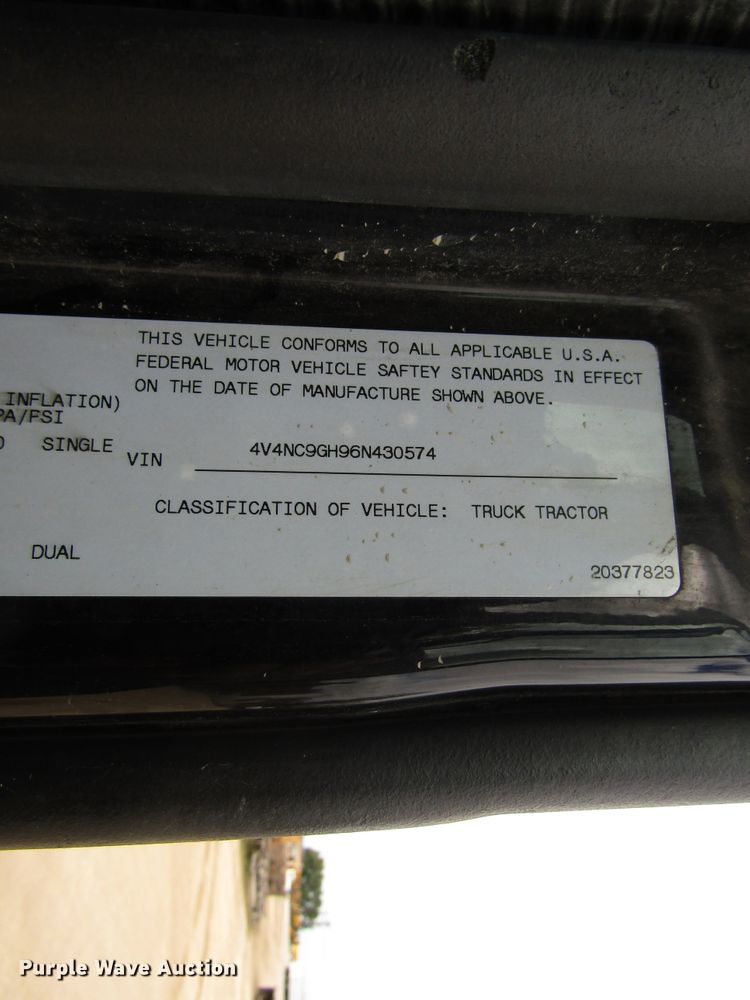 THIS VEHICLE CONFORMS TO ALL APPLICABLE U.S.A.
FEDERAL MOTOR VEHICLE SAFTEY STANDARDS IN EFFECT
ON THE DATE OF MANUFACTURE SHOWN ABOVE.
INFLATION)
PA/PSI
SINGLE
VIN 4V4NC9GH96N430574
CLASSIFICATION OF VEHICLE: TRUCK TRACTOR
DUAL
20377823
Purple Wave Auction